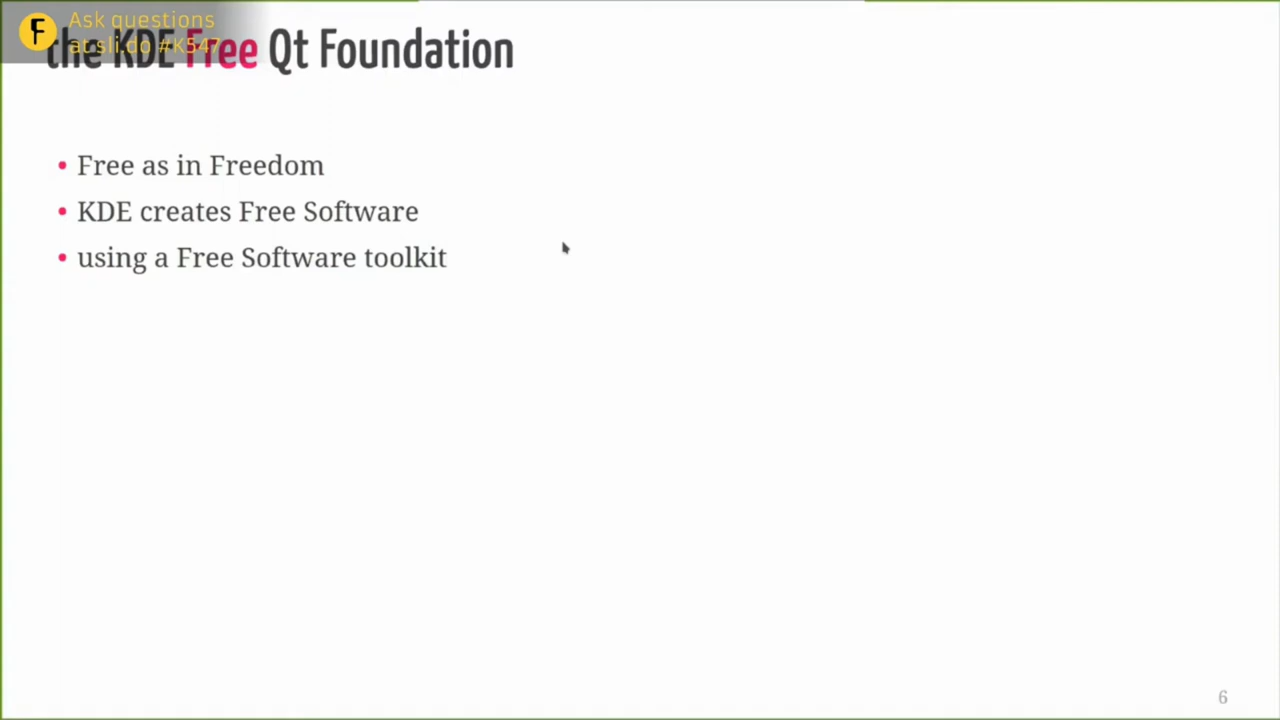 Ask questions
at sli.do #K547
the KDE Free Qt Foundation
• Free as in Freedom
• KDE creates Free Software
• using a Free Software toolkit
6